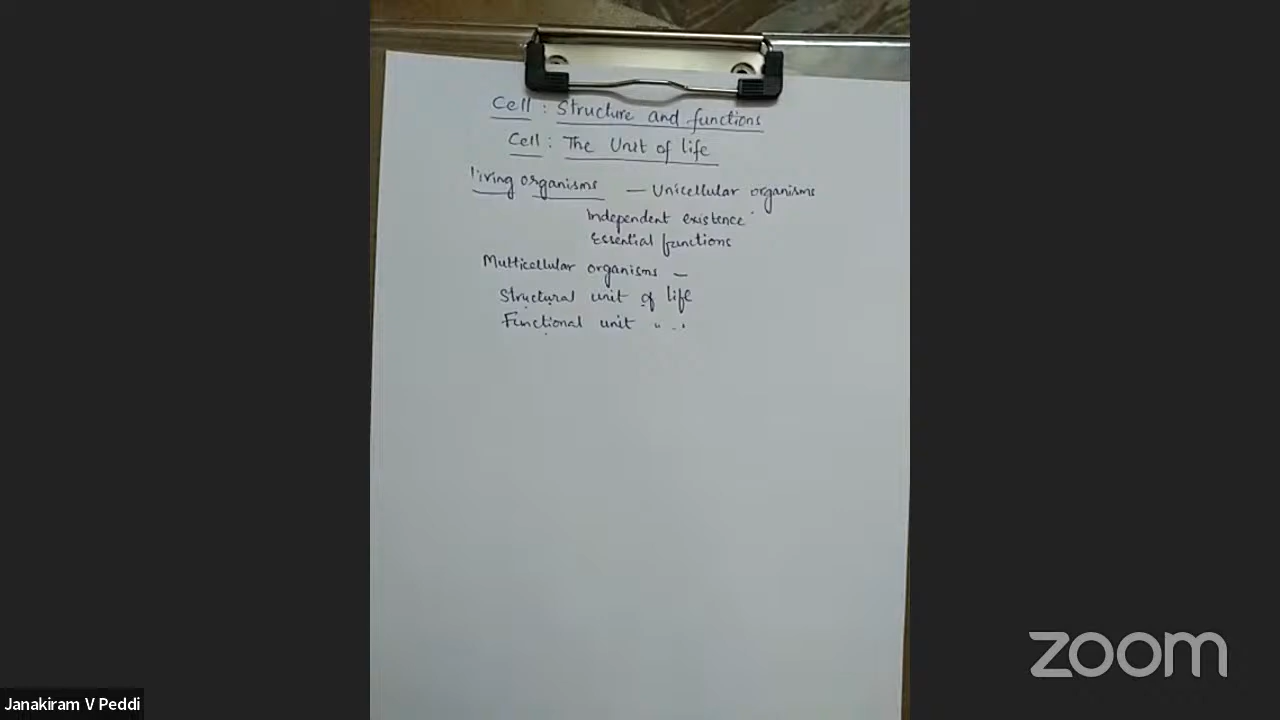 Cell : Structure and functions
Cell : The Unit of life
Living organisms — Unicellular organisms
Independent existence
Essential functions
Multicellular organisms —
Structural unit of life
Functional unit " "
zoom
Janakiram V Peddi